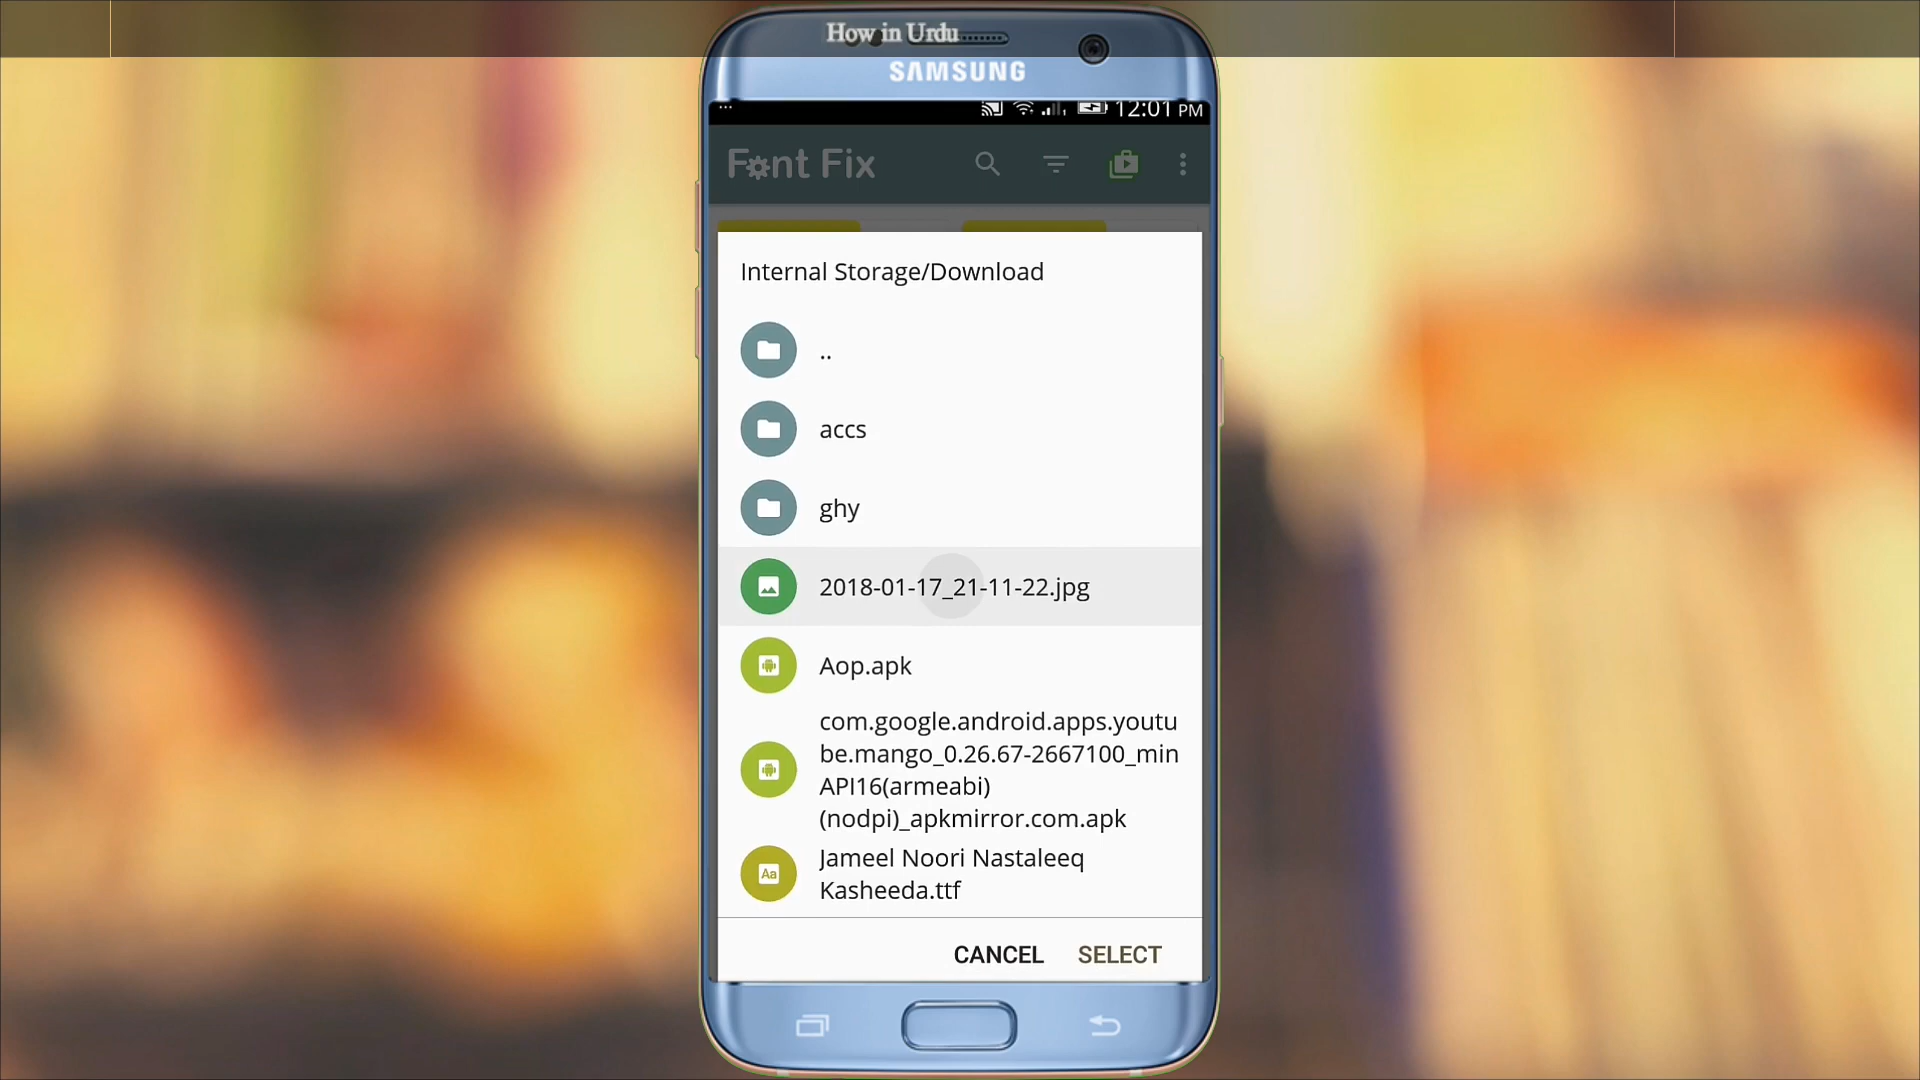 How in Urdu
SAMSUNG
... 12:01 PM
Font Fix
Internal Storage/Download
..
accs
ghy
2018-01-17_21-11-22.jpg
Aop.apk
com.google.android.apps.youtu
be.mango_0.26.67-2667100_min
API16(armeabi)
(nodpi)_apkmirror.com.apk
Aa
Jameel Noori Nastaleeq
Kasheeda.ttf
CANCEL SELECT